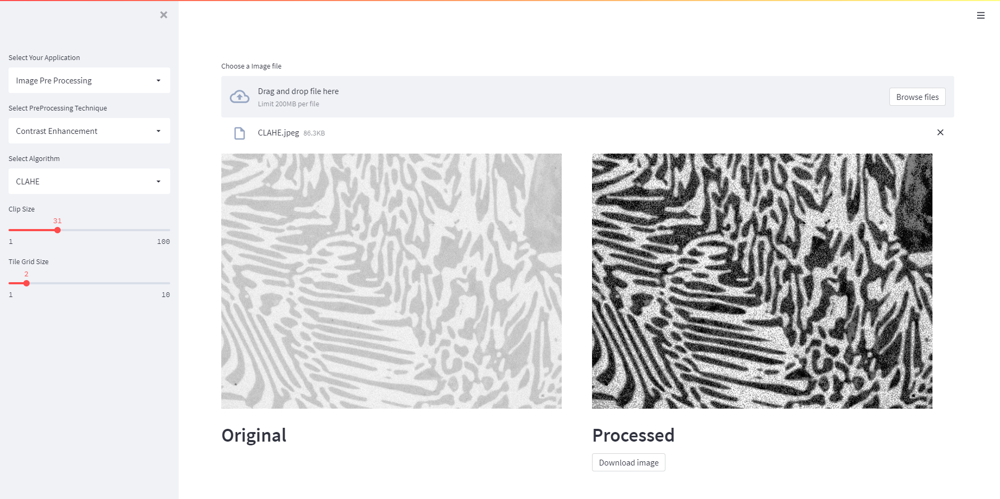 Select Your Application
Image Pre Processing
Select PreProcessing Technique
Contrast Enhancement
Select Algorithm
CLAHE
Clip Size
31
1 100
Tile Grid Size
2
1 10
Choose a Image file
Drag and drop file here
Limit 200MB per file
Browse files
CLAHE.jpeg 86.3KB
Original
Processed
Download image